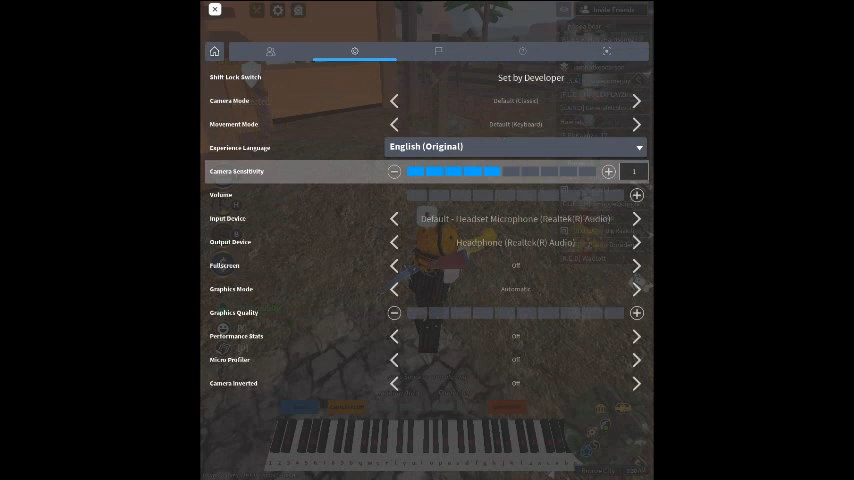 Invite Friends
Shift Lock Switch
Set by Developer
Camera Mode
Default (Classic)
Movement Mode
Default (Keyboard)
Experience Language
English (Original)
Camera Sensitivity
1
Volume
Input Device
Default - Headset Microphone (Realtek(R) Audio)
Output Device
Headphone (Realtek(R) Audio)
Fullscreen
Off
Graphics Mode
Automatic
Graphics Quality
Performance Stats
Off
Micro Profiler
Off
Camera Inverted
Off